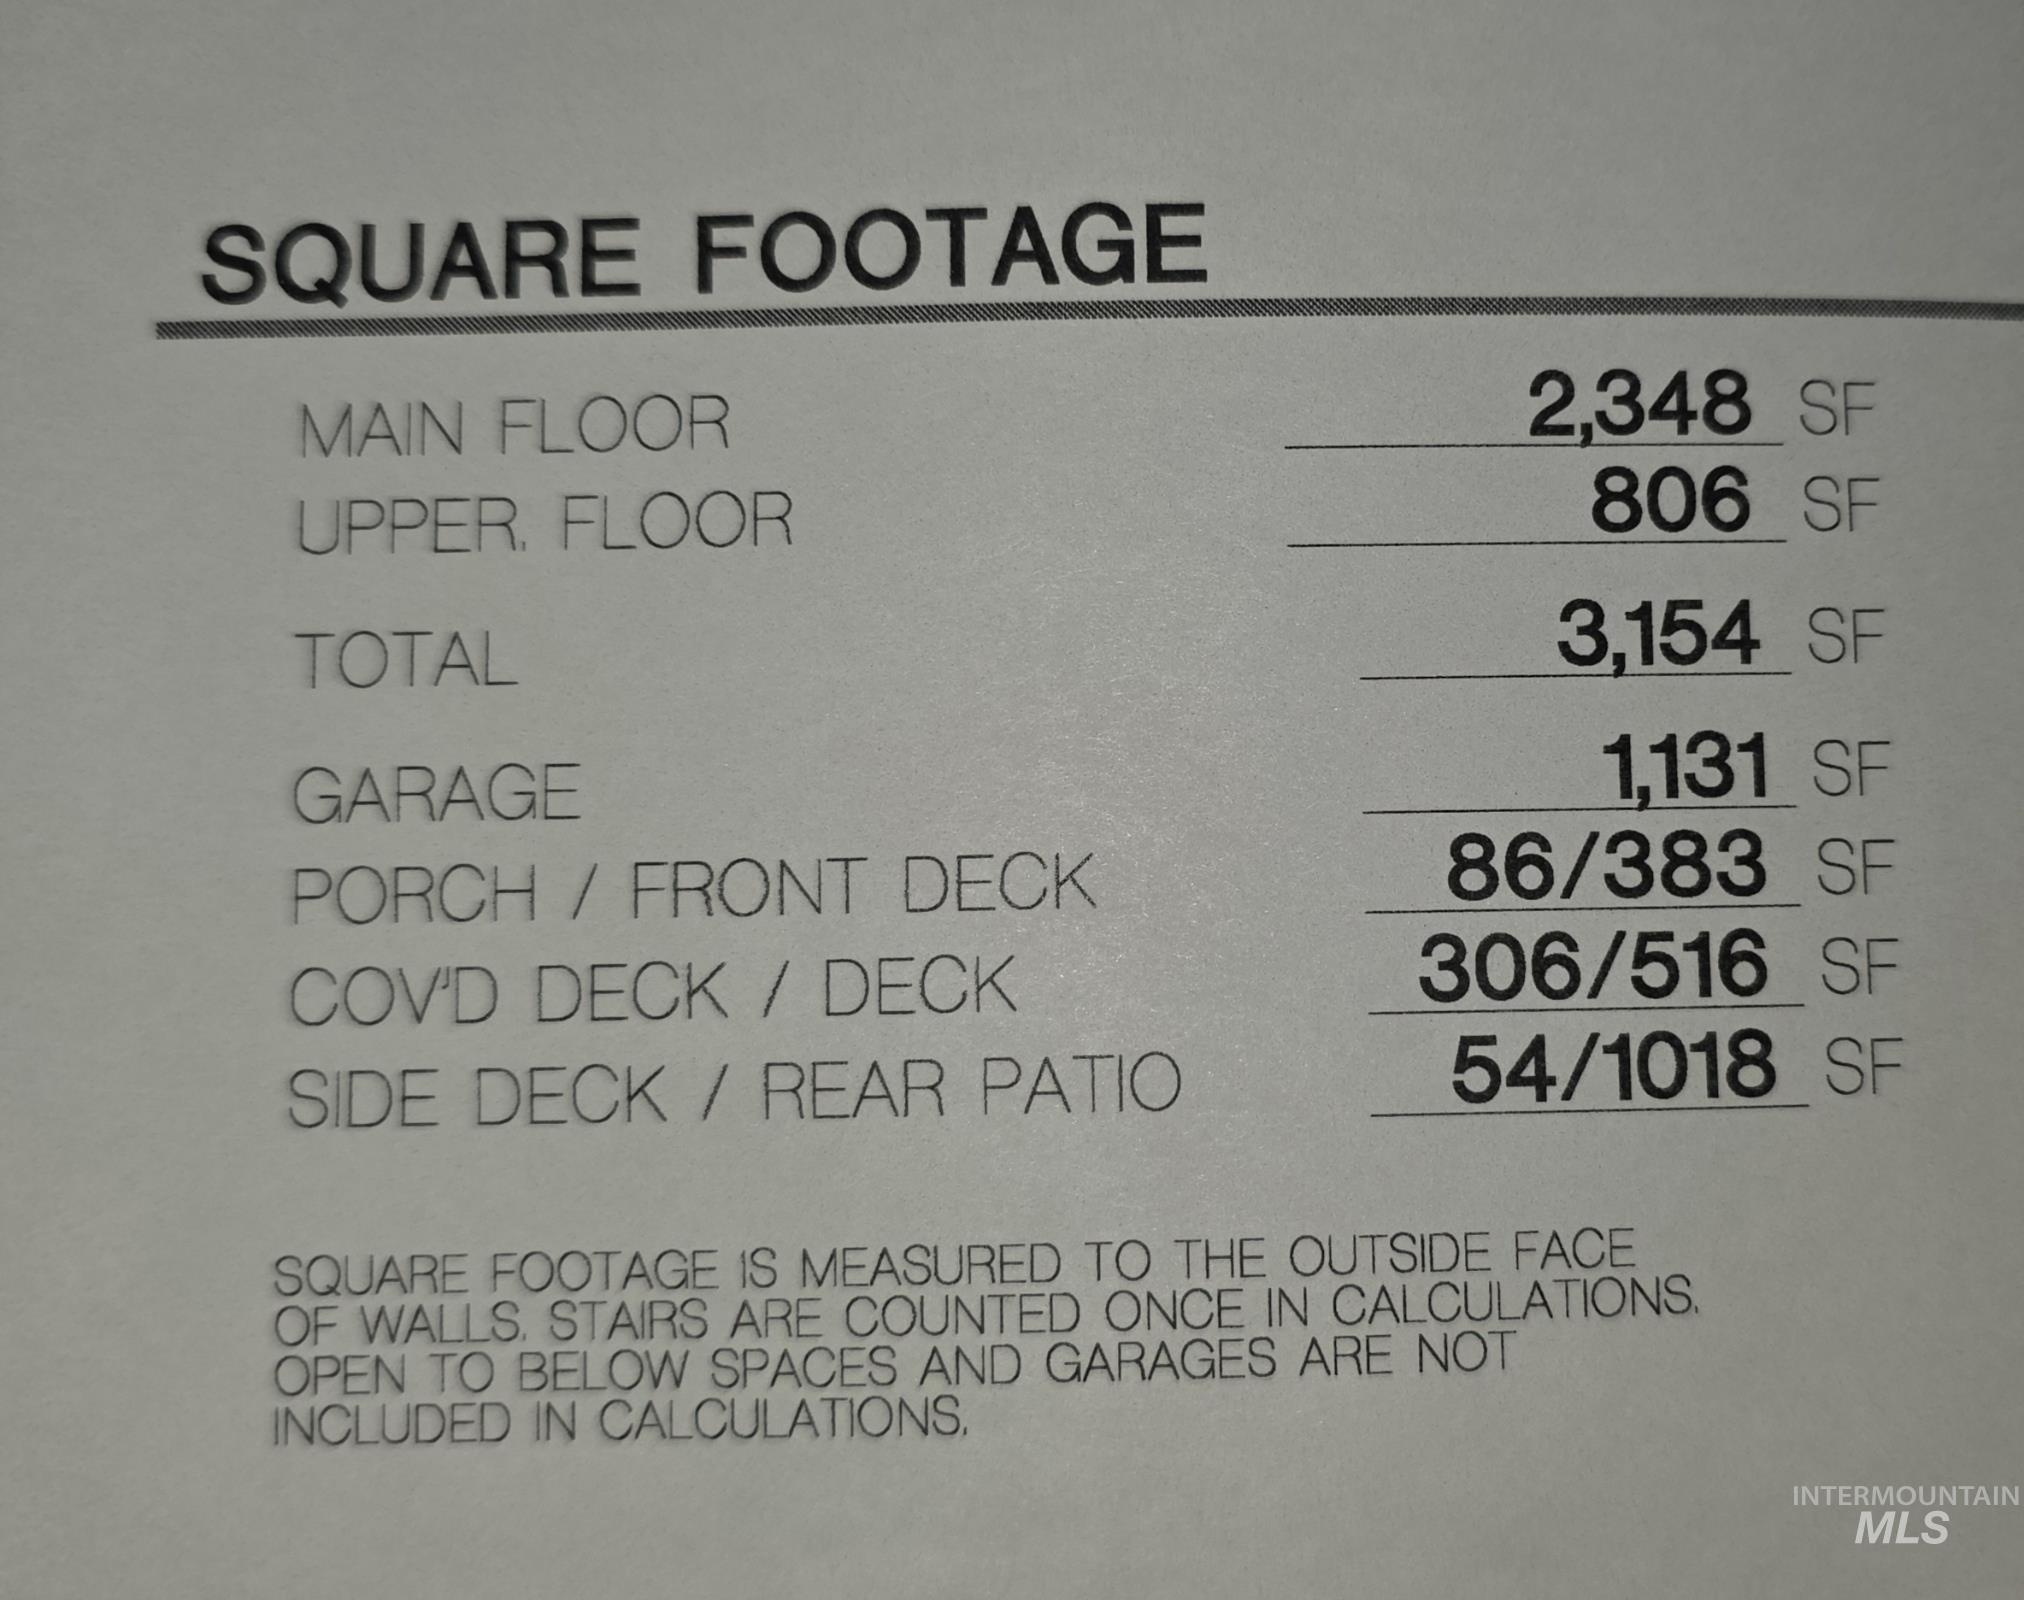 SQUARE FOOTAGE
MAIN FLOOR 2,348 SF
UPPER. FLOOR 806 SF
TOTAL 3,154 SF
GARAGE 1,131 SF
PORCH / FRONT DECK 86/383 SF
COV'D DECK / DECK 306/516 SF
SIDE DECK / REAR PATIO 54/1018 SF
SQUARE FOOTAGE IS MEASURED TO THE OUTSIDE FACE
OF WALLS. STAIRS ARE COUNTED ONCE IN CALCULATIONS.
OPEN TO BELOW SPACES AND GARAGES ARE NOT
INCLUDED IN CALCULATIONS.
INTERMOUNTAIN
MLS